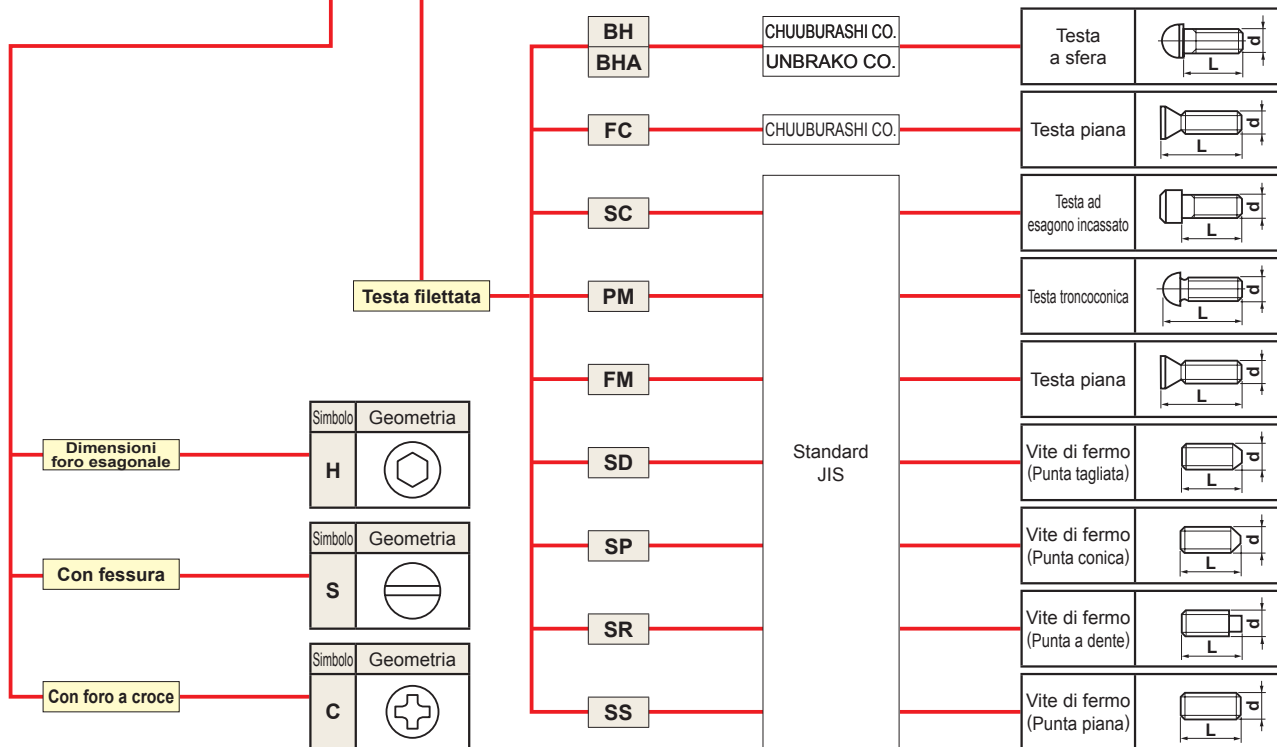 BH
BHA
CHUUBURASHI CO.
UNBRAKO CO.
Testa
a sfera
d
L
FC
CHUUBURASHI CO.
Testa piana
d
L
SC
Testa ad
esagono incassato
d
L
Testa filettata
PM
Testa troncoconica
d
L
FM
Testa piana
d
L
Dimensioni
foro esagonale
Simbolo Geometria
H
SD
Standard
JIS
Vite di fermo
(Punta tagliata)
d
L
Con fessura
Simbolo Geometria
S
SP
Vite di fermo
(Punta conica)
d
L
SR
Vite di fermo
(Punta a dente)
d
L
Con foro a croce
Simbolo Geometria
C
SS
Vite di fermo
(Punta piana)
d
L